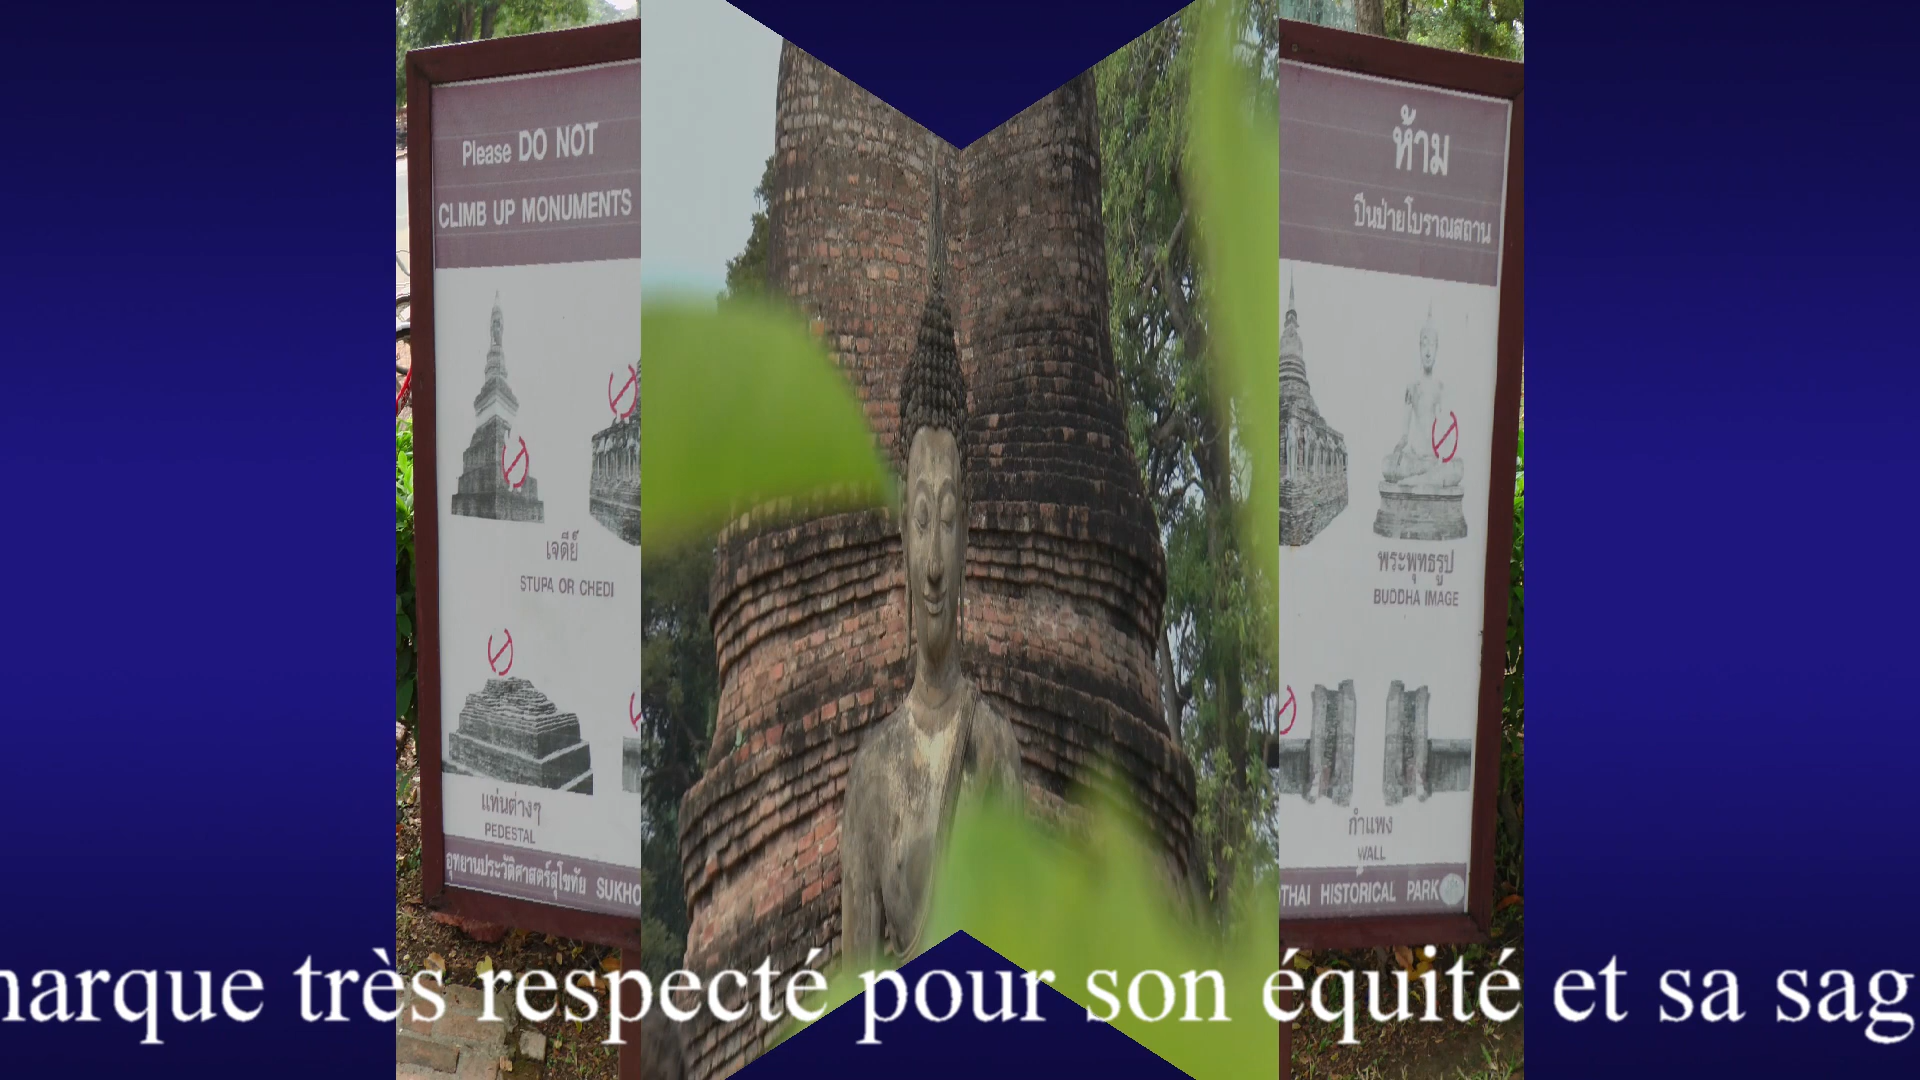 Please DO NOT
CLIMB UP MONUMENTS
ห้าม
ปีนป่ายโบราณสถาน
เจดีย์
STUPA OR CHEDI
พระพุทธรูป
BUDDHA IMAGE
แท่นต่างๆ
PEDESTAL
กำแพง
WALL
อุทยานประวัติศาสตร์สุโขทัย SUKHO
THAI HISTORICAL PARK
très respecté pour son équité et sa